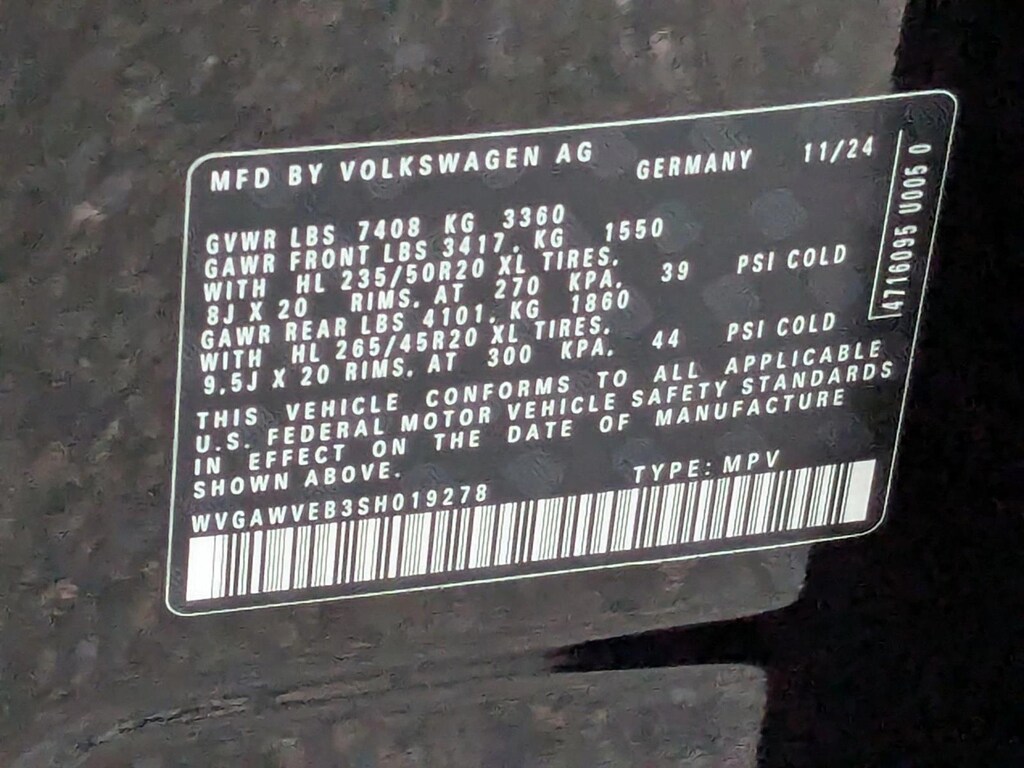 MFD BY VOLKSWAGEN AG GERMANY 11/24
GVWR LBS 7408 KG 3360
GAWR FRONT LBS 3417. KG 1550
WITH HL 235/50R20 XL TIRES.
8J X 20 RIMS. AT 270 KPA. 39 PSI COLD
GAWR REAR LBS 4101. KG 1860
WITH HL 265/45R20 XL TIRES.
9.5J X 20 RIMS. AT 300 KPA. 44 PSI COLD
THIS VEHICLE CONFORMS TO ALL APPLICABLE
U.S. FEDERAL MOTOR VEHICLE SAFETY STANDARDS
IN EFFECT ON THE DATE OF MANUFACTURE
SHOWN ABOVE.
WVGAWVEB3SH019278 TYPE: MPV
4716095 U005 0